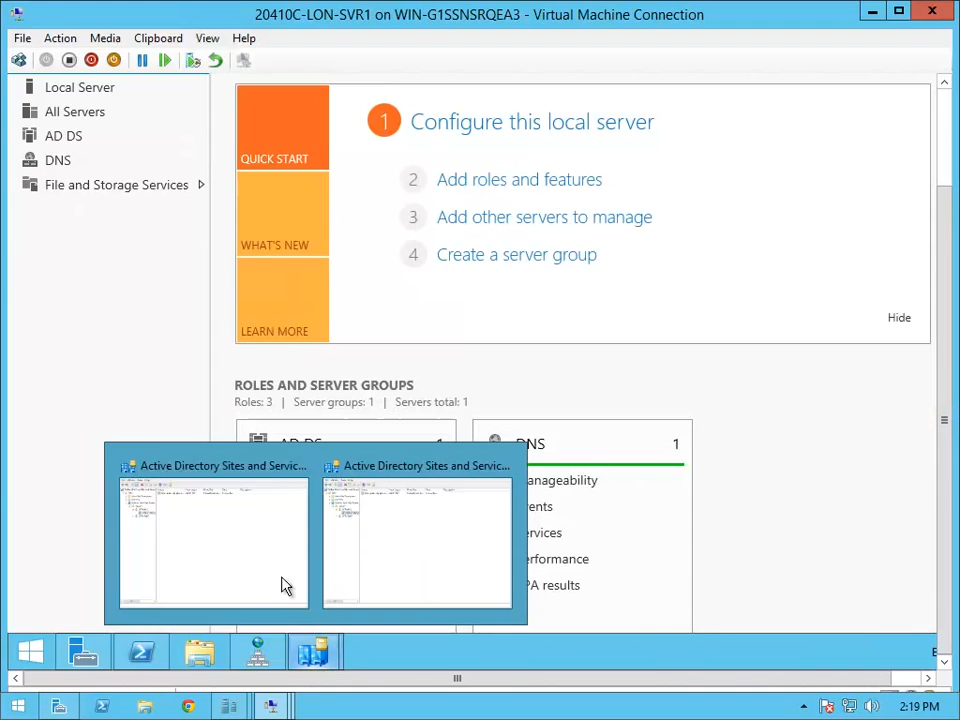 20410C-LON-SVR1 on WIN-G1SSNSRQEA3 - Virtual Machine Connection
File Action Media Clipboard View Help
Local Server
All Servers
AD DS
DNS
File and Storage Services
QUICK START
WHAT'S NEW
LEARN MORE
1 Configure this local server
2 Add roles and features
3 Add other servers to manage
4 Create a server group
Hide
ROLES AND SERVER GROUPS
Roles: 3 | Server groups: 1 | Servers total: 1
AD DS 1
DNS 1
anageability
ents
ervices
erformance
PA results
Active Directory Sites and Servic...
Active Directory Sites and Servic...
2:19 PM